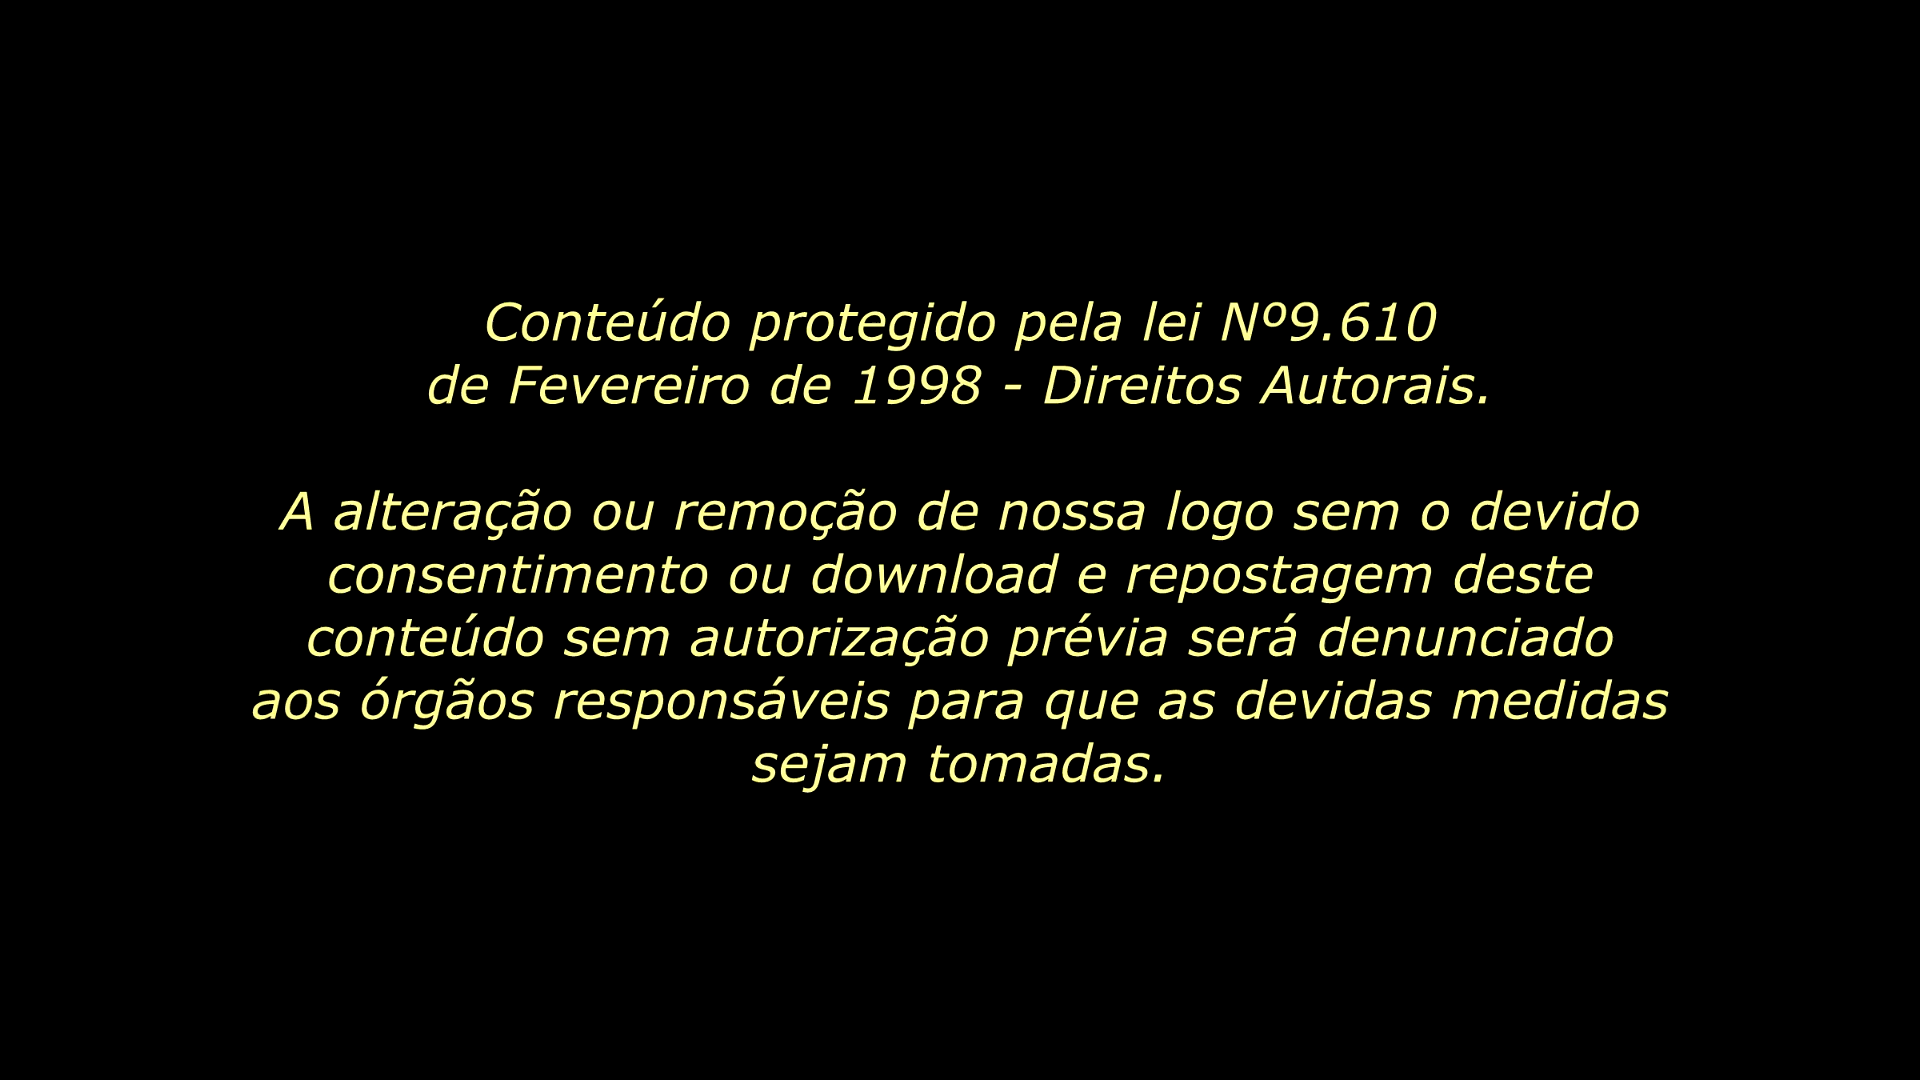 Conteúdo protegido pela lei Nº9.610
de Fevereiro de 1998 - Direitos Autorais.
A alteração ou remoção de nossa logo sem o devido
consentimento ou download e repostagem deste
conteúdo sem autorização prévia será denunciado
aos órgãos responsáveis para que as devidas medidas
sejam tomadas.